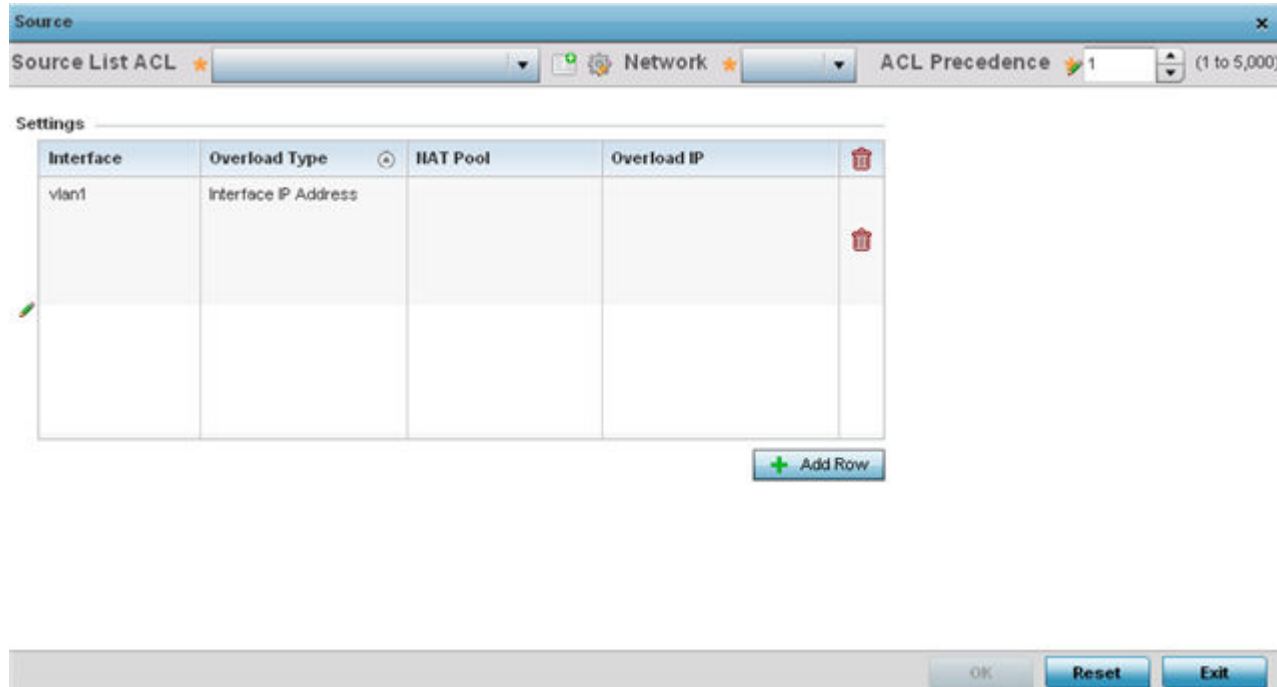 Source
Source List ACL Network ACL Precedence 1 (1 to 5,000)
Settings
Interface Overload Type NAT Pool Overload IP
vlan1 Interface IP Address
Add Row
OK Reset Exit